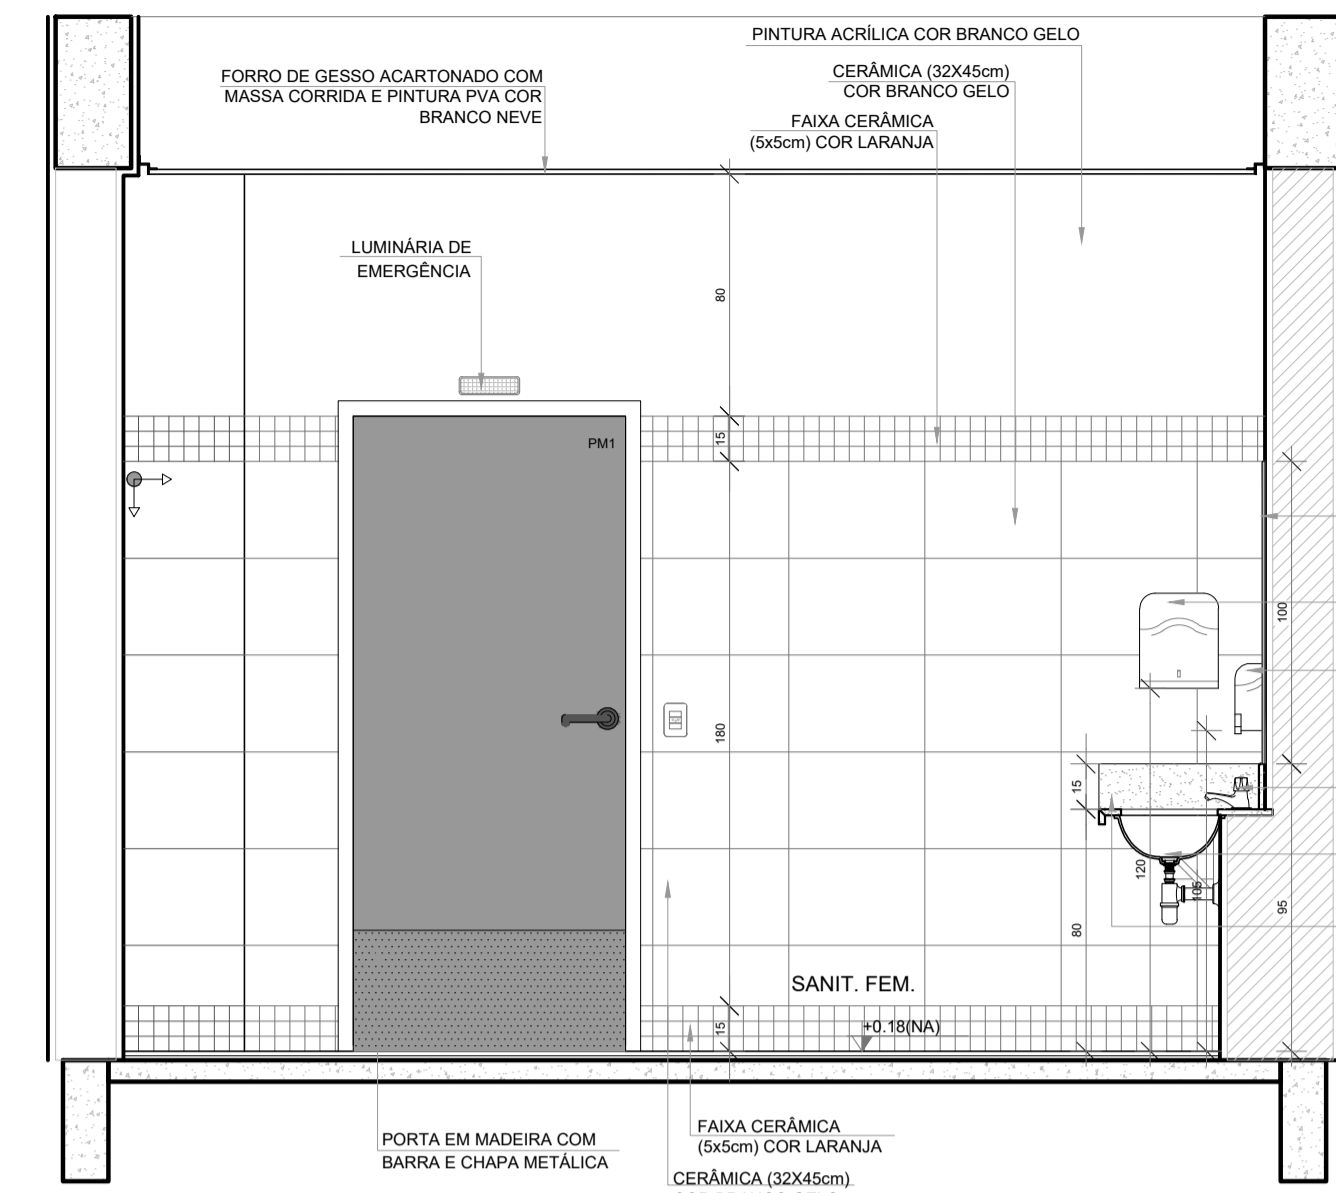 PINTURA ACRÍLICA COR BRANCO GELO
FORRO DE GESSO ACARTONADO COM
MASSA CORRIDA E PINTURA PVA COR
BRANCO NEVE
CERÂMICA (32X45cm)
COR BRANCO GELO
FAIXA CERÂMICA
(5x5cm) COR LARANJA
LUMINÁRIA DE
EMERGÊNCIA
80
PM1
15
100
180
15
120
105
95
80
SANIT. FEM.
15
+0.18(NA)
PORTA EM MADEIRA COM
BARRA E CHAPA METÁLICA
FAIXA CERÂMICA
(5x5cm) COR LARANJA
CERÂMICA (32X45cm)